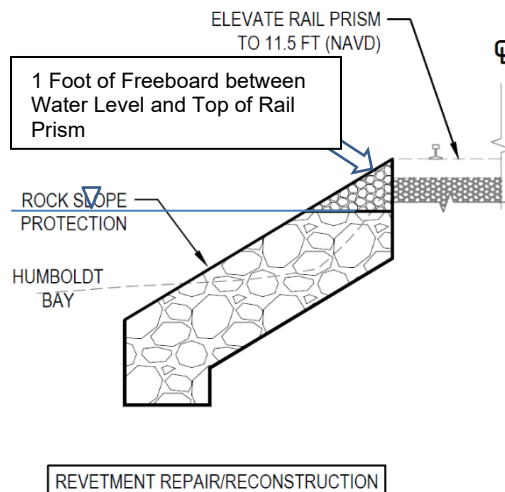 ELEVATE RAIL PRISM
TO 11.5 FT (NAVD)
℄
1 Foot of Freeboard between
Water Level and Top of Rail
Prism
ROCK SLOPE
PROTECTION
HUMBOLDT
BAY
REVETMENT REPAIR/RECONSTRUCTION